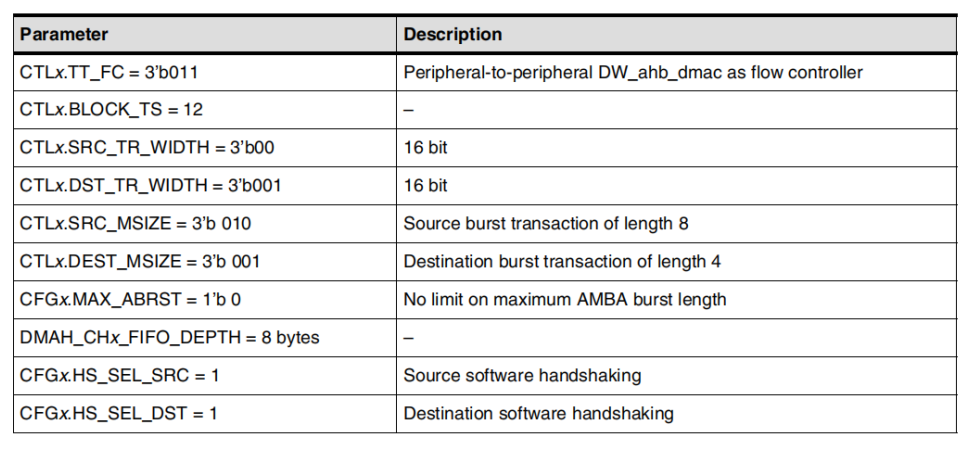 Parameter Description
CTLx.TT_FC = 3'b011 Peripheral-to-peripheral DW_ahb_dmac as flow controller
CTLx.BLOCK_TS = 12 –
CTLx.SRC_TR_WIDTH = 3'b00 16 bit
CTLx.DST_TR_WIDTH = 3'b001 16 bit
CTLx.SRC_MSIZE = 3'b 010 Source burst transaction of length 8
CTLx.DEST_MSIZE = 3'b 001 Destination burst transaction of length 4
CFGx.MAX_ABRST = 1'b 0 No limit on maximum AMBA burst length
DMAH_CHx_FIFO_DEPTH = 8 bytes –
CFGx.HS_SEL_SRC = 1 Source software handshaking
CFGx.HS_SEL_DST = 1 Destination software handshaking